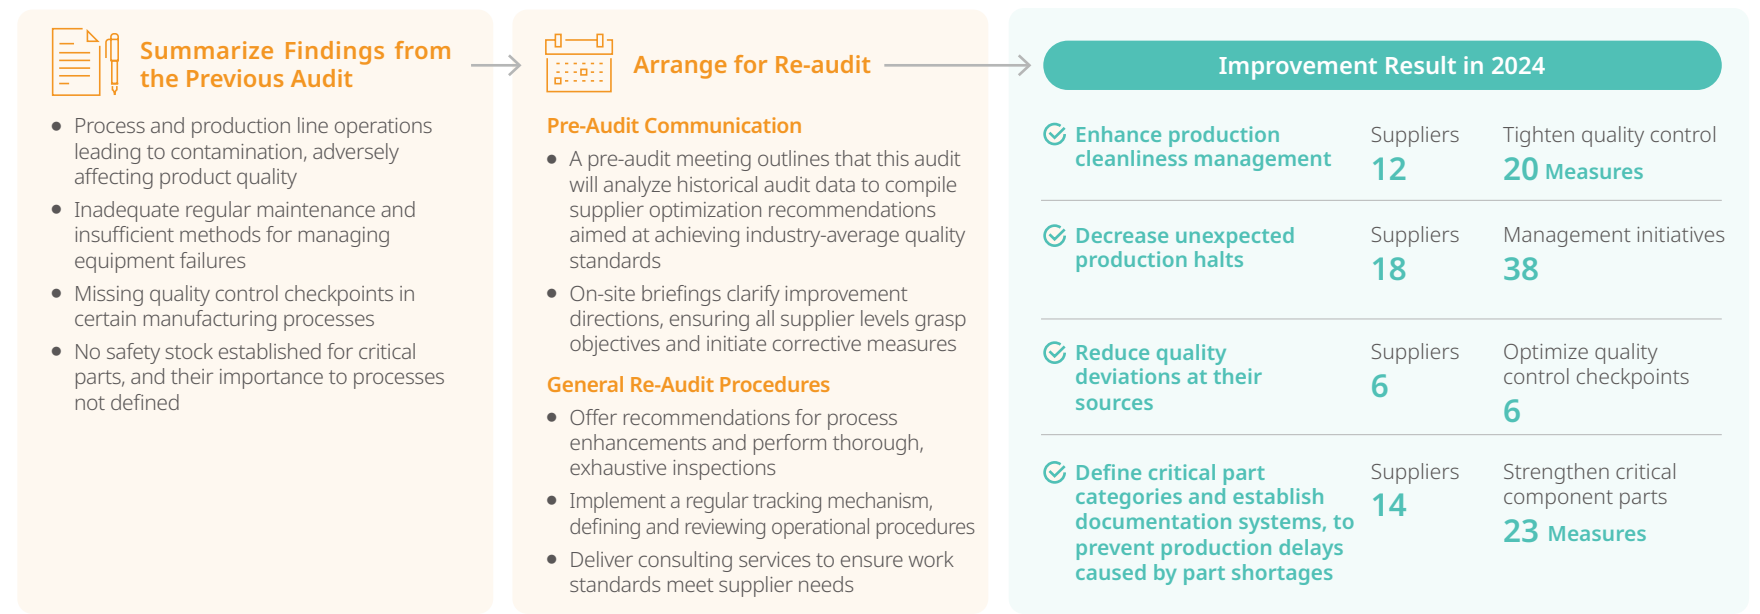 Summarize Findings from
the Previous Audit
● Process and production line operations
leading to contamination, adversely
affecting product quality
● Inadequate regular maintenance and
insufficient methods for managing
equipment failures
● Missing quality control checkpoints in
certain manufacturing processes
● No safety stock established for critical
parts, and their importance to processes
not defined
Arrange for Re-audit
Pre-Audit Communication
● A pre-audit meeting outlines that this audit
will analyze historical audit data to compile
supplier optimization recommendations
aimed at achieving industry-average quality
standards
● On-site briefings clarify improvement
directions, ensuring all supplier levels grasp
objectives and initiate corrective measures
General Re-Audit Procedures
● Offer recommendations for process
enhancements and perform thorough,
exhaustive inspections
● Implement a regular tracking mechanism,
defining and reviewing operational procedures
● Deliver consulting services to ensure work
standards meet supplier needs
Improvement Result in 2024
Enhance production
cleanliness management
Suppliers
12
Tighten quality control
20 Measures
Decrease unexpected
production halts
Suppliers
18
Management initiatives
38
Reduce quality
deviations at their
sources
Suppliers
6
Optimize quality
control checkpoints
6
Define critical part
categories and establish
documentation systems, to
prevent production delays
caused by part shortages
Suppliers
14
Strengthen critical
component parts
23 Measures